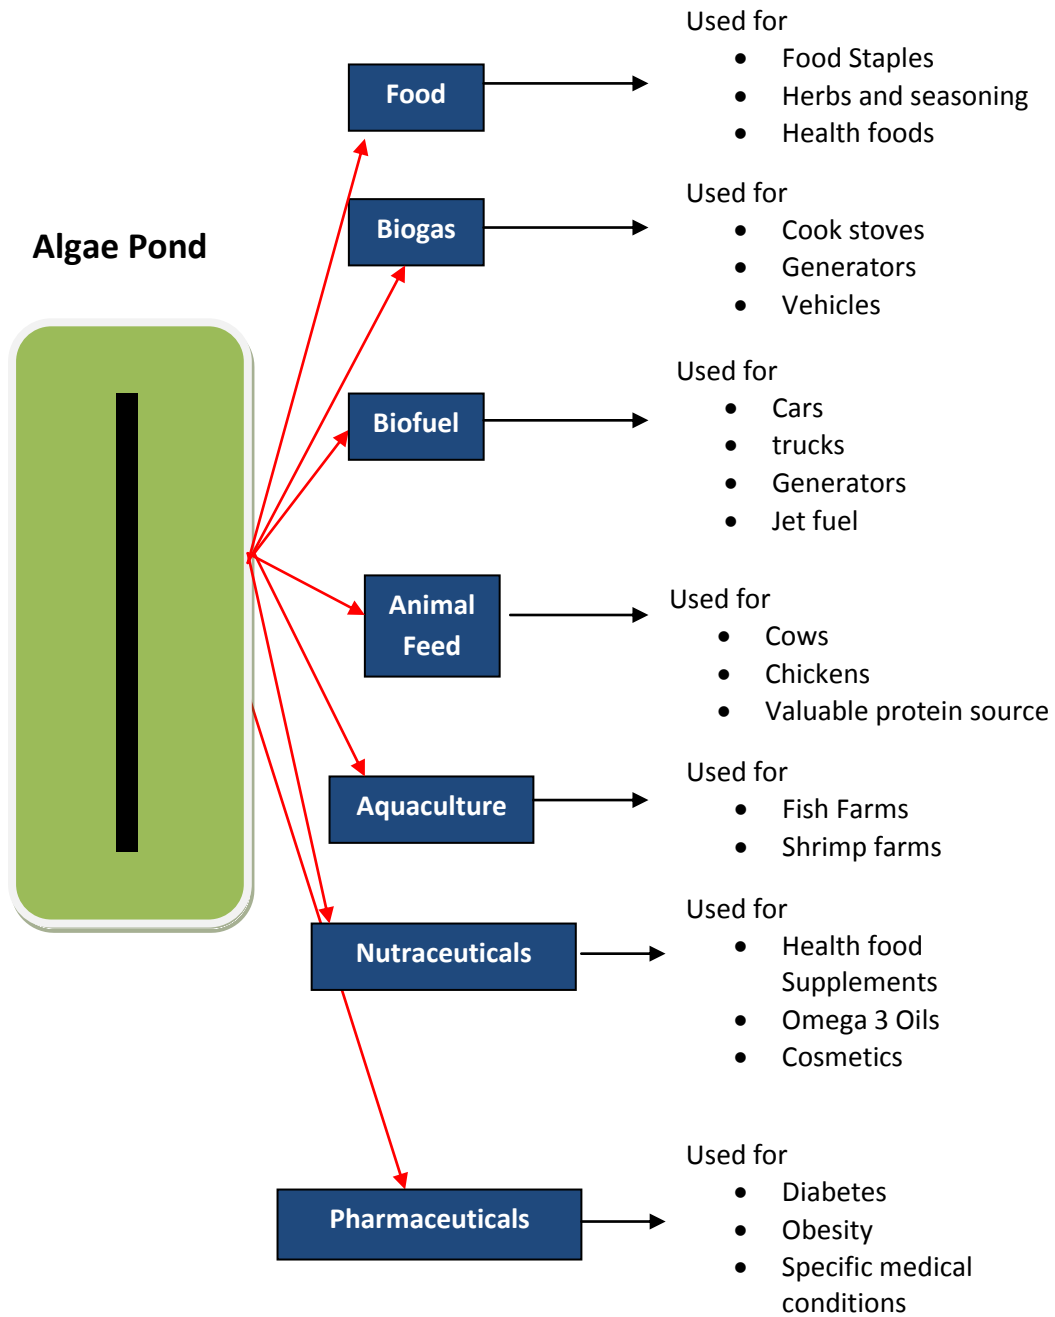 Algae Pond
Food
Used for
• Food Staples
• Herbs and seasoning
• Health foods
Biogas
Used for
• Cook stoves
• Generators
• Vehicles
Biofuel
Used for
• Cars
• trucks
• Generators
• Jet fuel
Animal
Feed
Used for
• Cows
• Chickens
• Valuable protein source
Aquaculture
Used for
• Fish Farms
• Shrimp farms
Nutraceuticals
Used for
• Health food
Supplements
• Omega 3 Oils
• Cosmetics
Pharmaceuticals
Used for
• Diabetes
• Obesity
• Specific medical
conditions